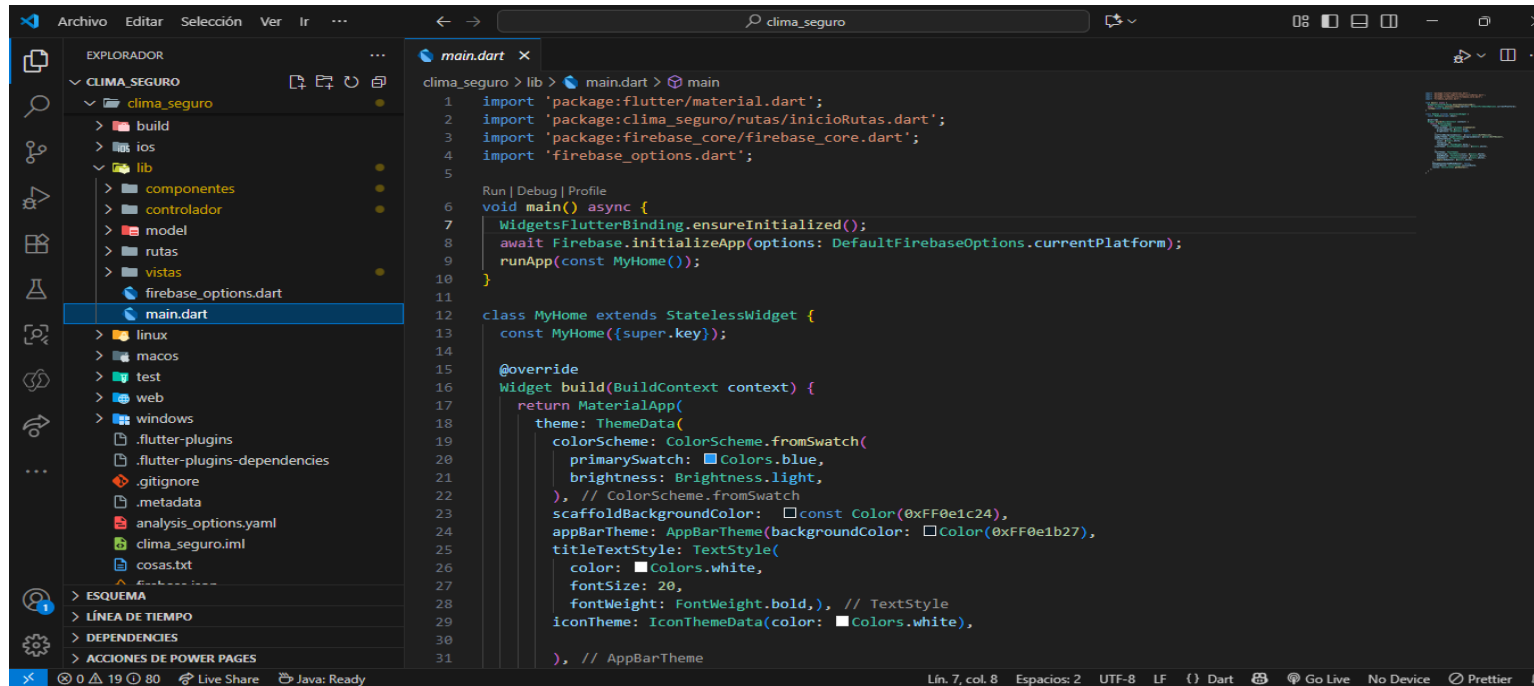 Archivo Editar Selección Ver Ir ···
clima_seguro
EXPLORADOR
CLIMA_SEGURO
clima_seguro
build
ios
lib
componentes
controlador
model
rutas
vistas
firebase_options.dart
main.dart
linux
macos
test
web
windows
.flutter-plugins
.flutter-plugins-dependencies
.gitignore
.metadata
analysis_options.yaml
clima_seguro.iml
cosas.txt
ESQUEMA
LÍNEA DE TIEMPO
DEPENDENCIES
ACCIONES DE POWER PAGES
main.dart
clima_seguro > lib > main.dart > main
1 import 'package:flutter/material.dart';
2 import 'package:clima_seguro/rutas/inicioRutas.dart';
3 import 'package:firebase_core/firebase_core.dart';
4 import 'firebase_options.dart';
5
Run | Debug | Profile
6 void main() async {
7 WidgetsFlutterBinding.ensureInitialized();
8 await Firebase.initializeApp(options: DefaultFirebaseOptions.currentPlatform);
9 runApp(const MyHome());
10 }
11
12 class MyHome extends StatelessWidget {
13 const MyHome({super.key});
14
15 @override
16 Widget build(BuildContext context) {
17 return MaterialApp(
18 theme: ThemeData(
19 colorScheme: ColorScheme.fromSwatch(
20 primarySwatch: Colors.blue,
21 brightness: Brightness.light,
22 ), // ColorScheme.fromSwatch
23 scaffoldBackgroundColor: const Color(0xFF0e1c24),
24 appBarTheme: AppBarTheme(backgroundColor: Color(0xFF0e1b27),
25 titleTextStyle: TextStyle(
26 color: Colors.white,
27 fontSize: 20,
28 fontWeight: FontWeight.bold,), // TextStyle
29 iconTheme: IconThemeData(color: Colors.white),
30
31 ), // AppBarTheme
0 19 80 Live Share Java: Ready
Lín. 7, col. 8 Espacios: 2 UTF-8 LF {} Dart Go Live No Device Prettier